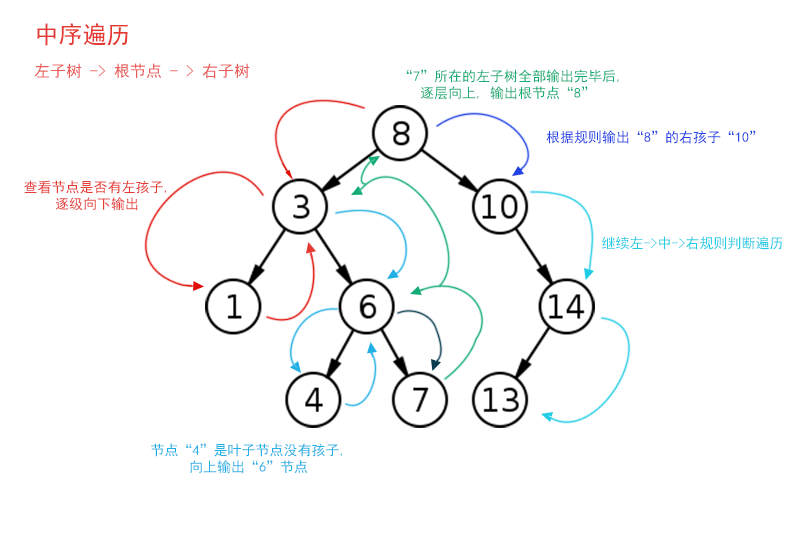 中序遍历
左子树 -> 根节点 - > 右子树
“7”所在的左子树全部输出完毕后,
逐层向上, 输出根节点“8”
8
根据规则输出“8”的右孩子“10”
查看节点是否有左孩子,
逐级向下输出
3
10
继续左->中->右规则判断遍历
1
6
14
4
7
13
节点“4”是叶子节点没有孩子,
向上输出“6”节点